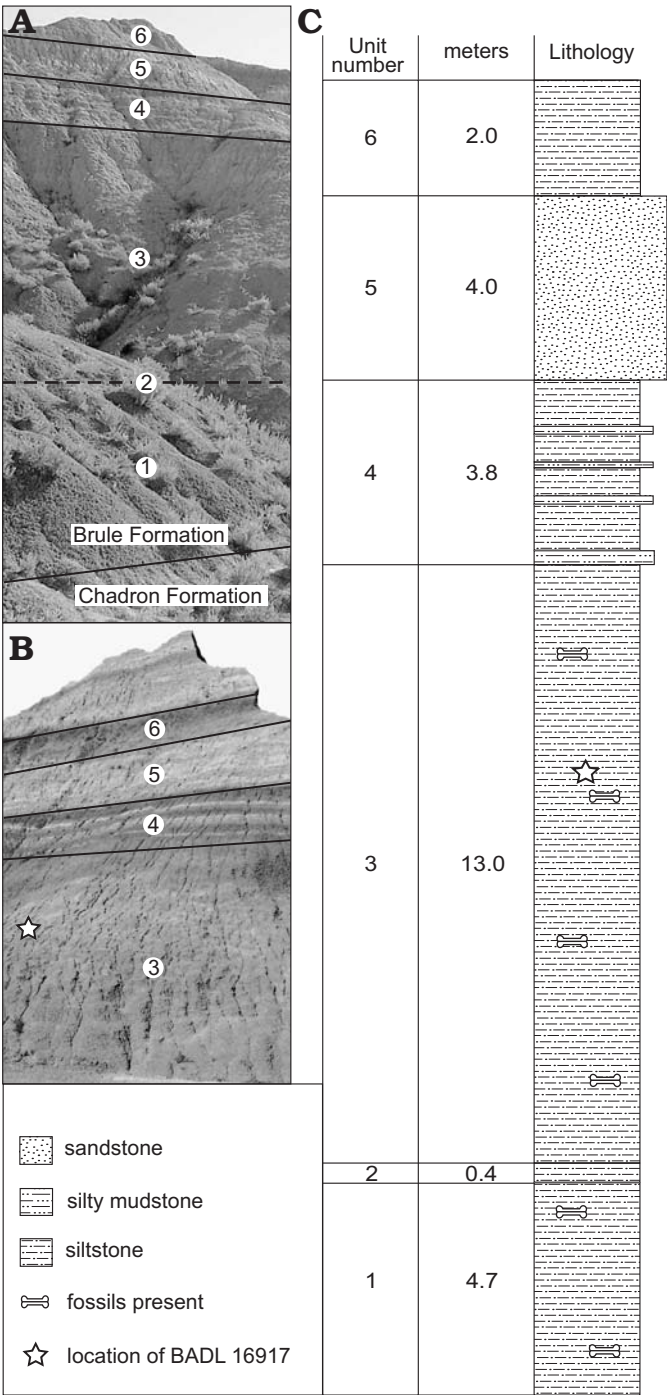 A
6
5
4
3
2
1
Brule Formation
Chadron Formation
B
6
5
4
3
sandstone
silty mudstone
siltstone
fossils present
location of BADL 16917
C
Unit number meters Lithology
6 2.0
5 4.0
4 3.8
3 13.0
2 0.4
1 4.7